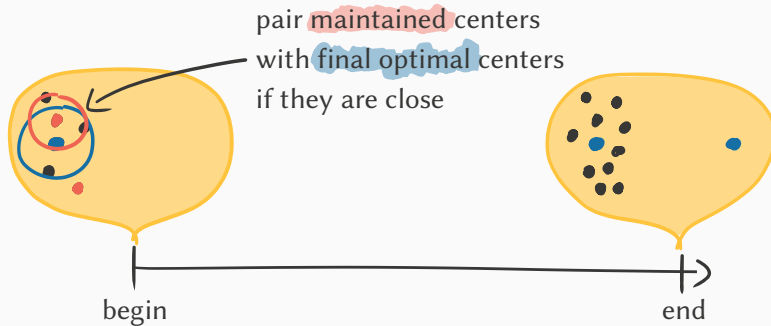 pair maintained centers
with final optimal centers
if they are close
begin
end